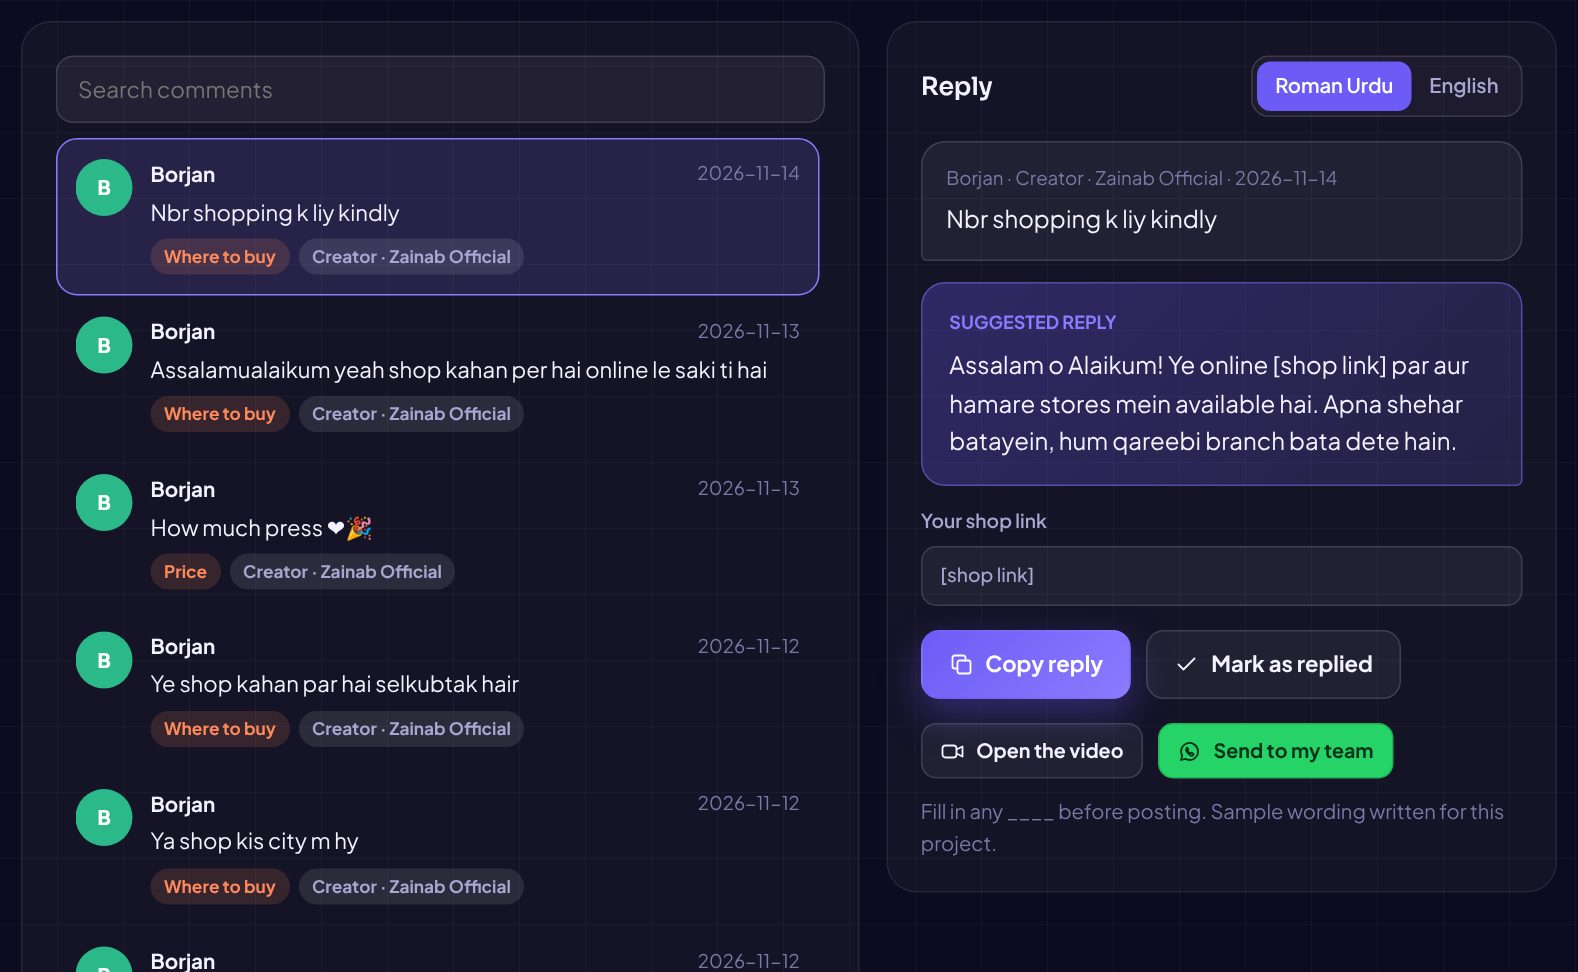 Search comments
B
Borjan
2026-11-14
Nbr shopping k liy kindly
Where to buy
Creator · Zainab Official
B
Borjan
2026-11-13
Assalamualaikum yeah shop kahan per hai online le saki ti hai
Where to buy
Creator · Zainab Official
B
Borjan
2026-11-13
How much press ❤🎉
Price
Creator · Zainab Official
B
Borjan
2026-11-12
Ye shop kahan par hai selkubtak hair
Where to buy
Creator · Zainab Official
B
Borjan
2026-11-12
Ya shop kis city m hy
Where to buy
Creator · Zainab Official
B
Borjan
2026-11-12
Reply
Roman Urdu
English
Borjan · Creator · Zainab Official · 2026-11-14
Nbr shopping k liy kindly
SUGGESTED REPLY
Assalam o Alaikum! Ye online [shop link] par aur
hamare stores mein available hai. Apna shehar
batayein, hum qareebi branch bata dete hain.
Your shop link
[shop link]
Copy reply
Mark as replied
Open the video
Send to my team
Fill in any ____ before posting. Sample wording written for this
project.